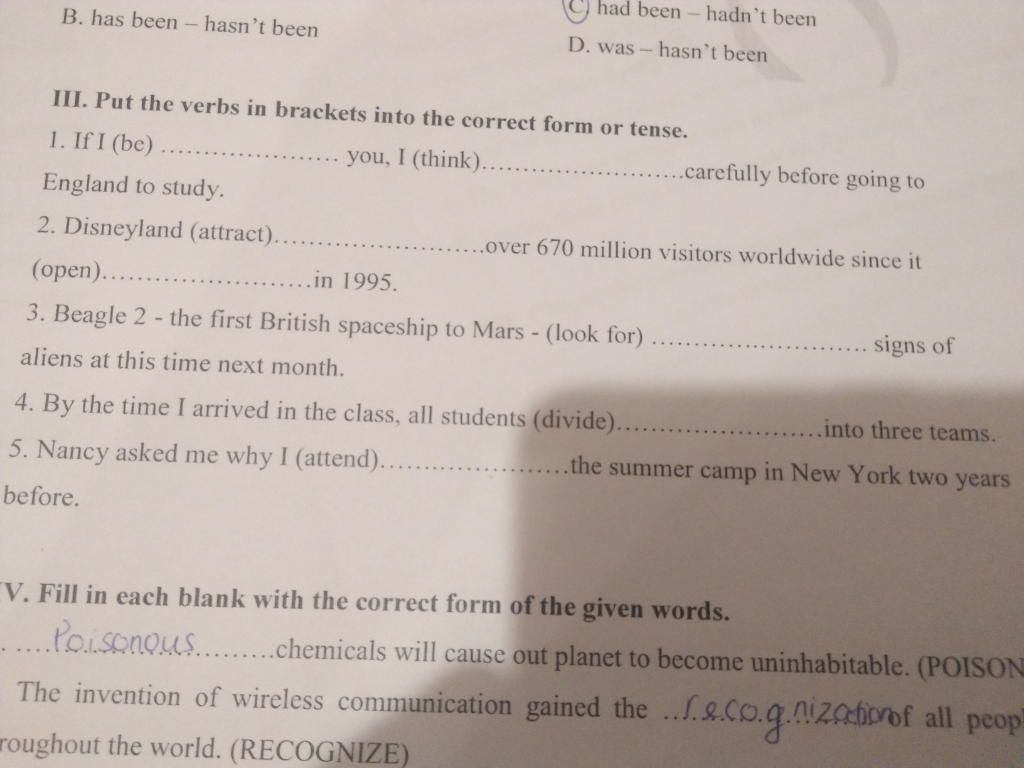 B. has been – hasn't been
C. had been – hadn't been
D. was – hasn't been
III. Put the verbs in brackets into the correct form or tense.
1. If I (be) .................... you, I (think)..........................carefully before going to
England to study.
2. Disneyland (attract)..........................over 670 million visitors worldwide since it
(open)..........................in 1995.
3. Beagle 2 - the first British spaceship to Mars - (look for) .......................... signs of
aliens at this time next month.
4. By the time I arrived in the class, all students (divide)..........................into three teams.
5. Nancy asked me why I (attend)........................the summer camp in New York two years
before.
V. Fill in each blank with the correct form of the given words.
.....Poisonous..........chemicals will cause out planet to become uninhabitable. (POISON
The invention of wireless communication gained the ..recognization of all peop
roughout the world. (RECOGNIZE)